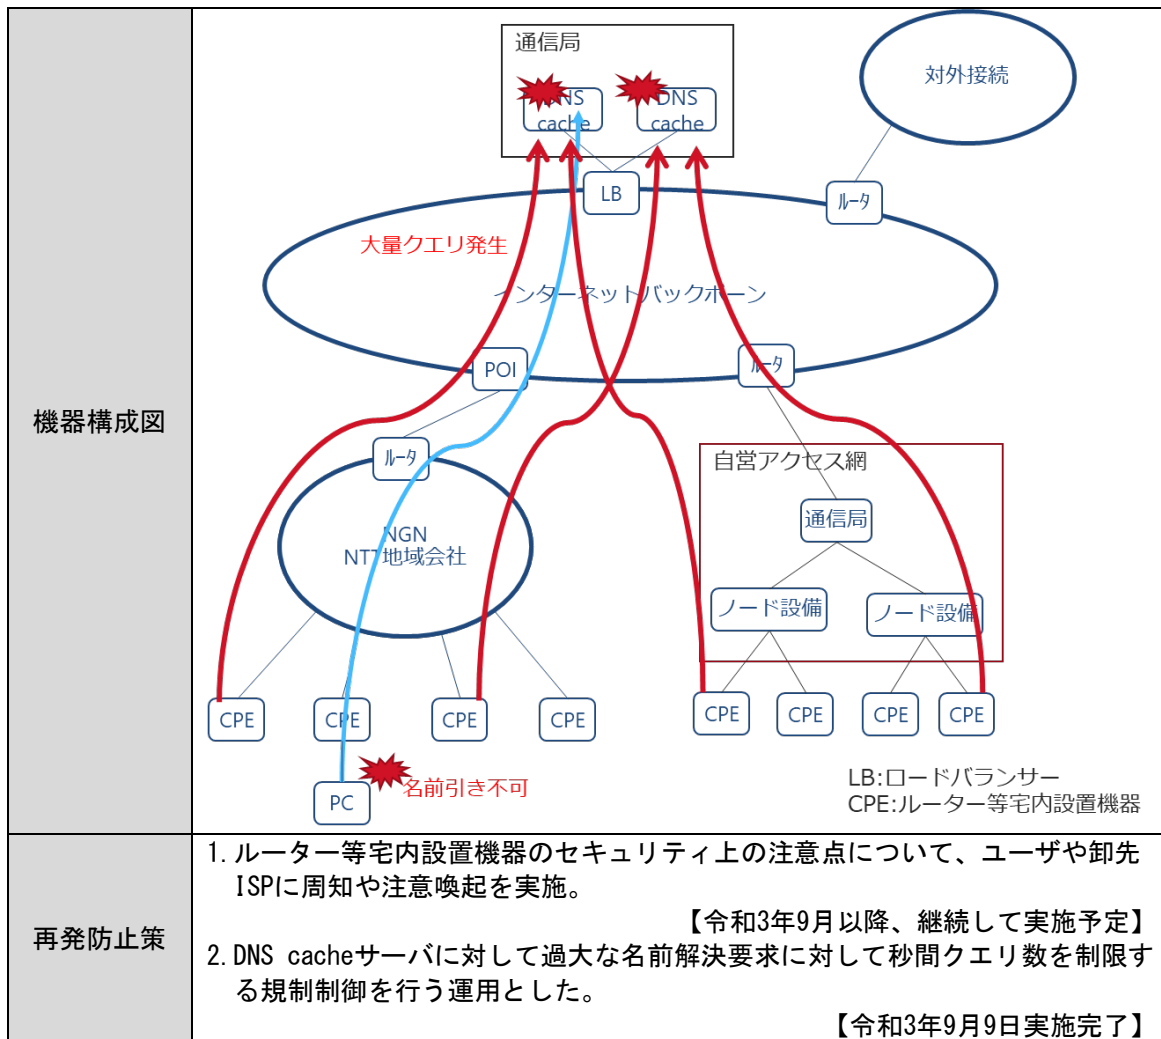 機器構成図
通信局
DNS
cache
DNS
cache
対外接続
LB
ルータ
大量クエリ発生
インターネットバックボーン
POI
ルータ
ルータ
自営アクセス網
通信局
NGN
NTT地域会社
ノード設備
ノード設備
CPE
CPE
CPE
CPE
CPE
CPE
CPE
CPE
PC
名前引き不可
LB:ロードバランサー
CPE:ルーター等宅内設置機器
再発防止策
1. ルーター等宅内設置機器のセキュリティ上の注意点について、ユーザや卸先
ISPに周知や注意喚起を実施。
【令和3年9月以降、継続して実施予定】
2. DNS cacheサーバに対して過大な名前解決要求に対して秒間クエリ数を制限す
る規制制御を行う運用とした。
【令和3年9月9日実施完了】